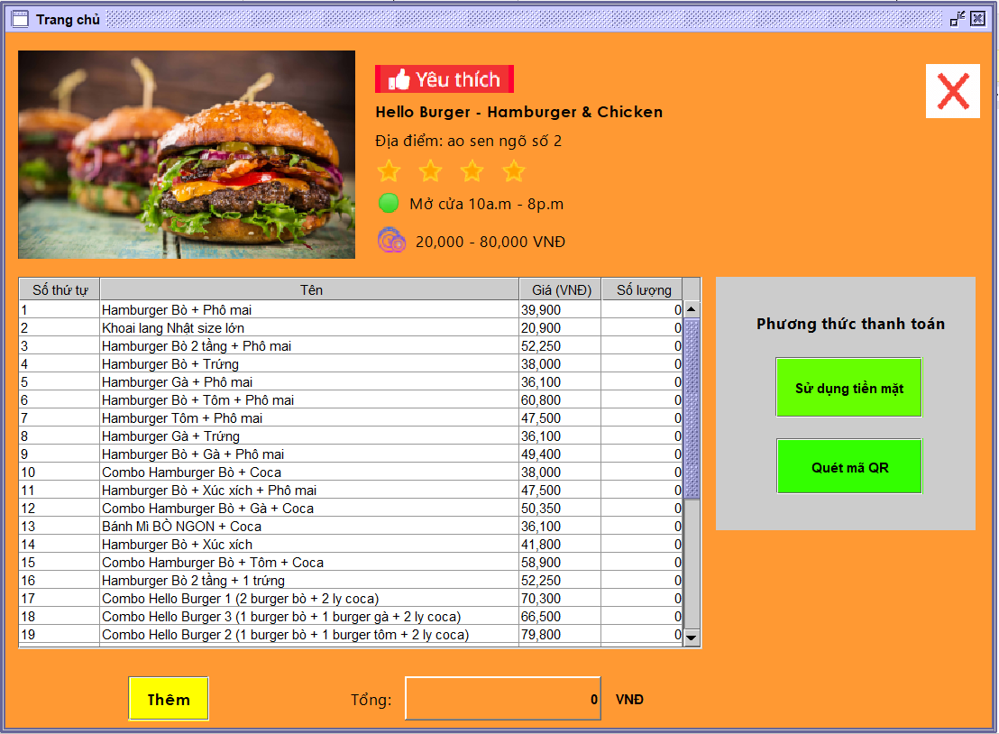 Trang chủ
Yêu thích
Hello Burger - Hamburger & Chicken
Địa điểm: ao sen ngõ số 2
Mở cửa 10a.m - 8p.m
20,000 - 80,000 VNĐ
Số thứ tự Tên Giá (VNĐ) Số lượng
1 Hamburger Bò + Phô mai 39,900 0
2 Khoai lang Nhật size lớn 20,900 0
3 Hamburger Bò 2 tầng + Phô mai 52,250 0
4 Hamburger Bò + Trứng 38,000 0
5 Hamburger Gà + Phô mai 36,100 0
6 Hamburger Bò + Tôm + Phô mai 60,800 0
7 Hamburger Tôm + Phô mai 47,500 0
8 Hamburger Gà + Trứng 36,100 0
9 Hamburger Bò + Gà + Phô mai 49,400 0
10 Combo Hamburger Bò + Coca 38,000 0
11 Hamburger Bò + Xúc xích + Phô mai 47,500 0
12 Combo Hamburger Bò + Gà + Coca 50,350 0
13 Bánh Mì BÒ NGON + Coca 36,100 0
14 Hamburger Bò + Xúc xích 41,800 0
15 Combo Hamburger Bò + Tôm + Coca 58,900 0
16 Hamburger Bò 2 tầng + 1 trứng 52,250 0
17 Combo Hello Burger 1 (2 burger bò + 2 ly coca) 70,300 0
18 Combo Hello Burger 3 (1 burger bò + 1 burger gà + 2 ly coca) 66,500 0
19 Combo Hello Burger 2 (1 burger bò + 1 burger tôm + 2 ly coca) 79,800 0
Phương thức thanh toán
Sử dụng tiền mặt
Quét mã QR
Thêm
Tổng: 0 VNĐ